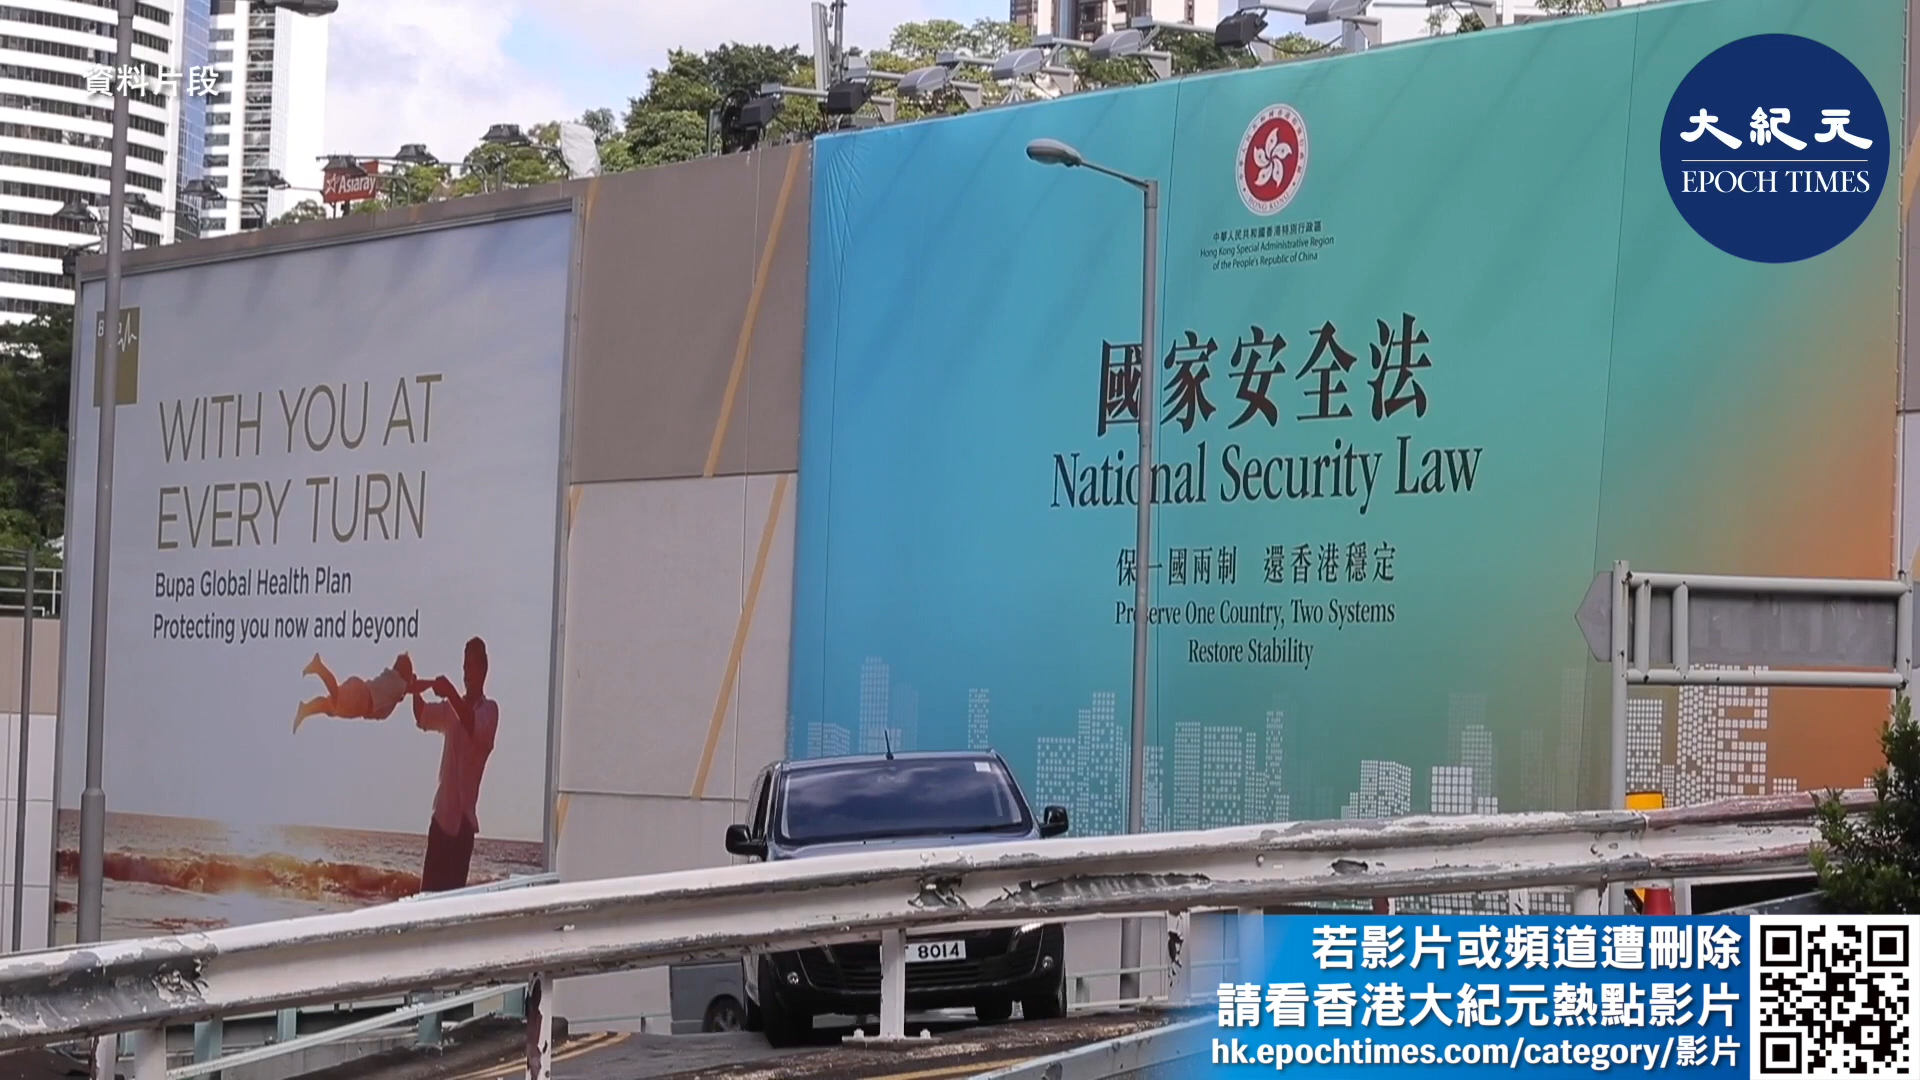 資料片段
大紀元
EPOCH TIMES
Asiaray
WITH YOU AT
EVERY TURN
Bupa Global Health Plan
Protecting you now and beyond
中華人民共和國香港特別行政區
Hong Kong Special Administrative Region
of the People's Republic of China
國家安全法
National Security Law
保一國兩制 還香港穩定
Preserve One Country, Two Systems
Restore Stability
8014
若影片或頻道遭刪除
請看香港大紀元熱點影片
hk.epochtimes.com/category/影片